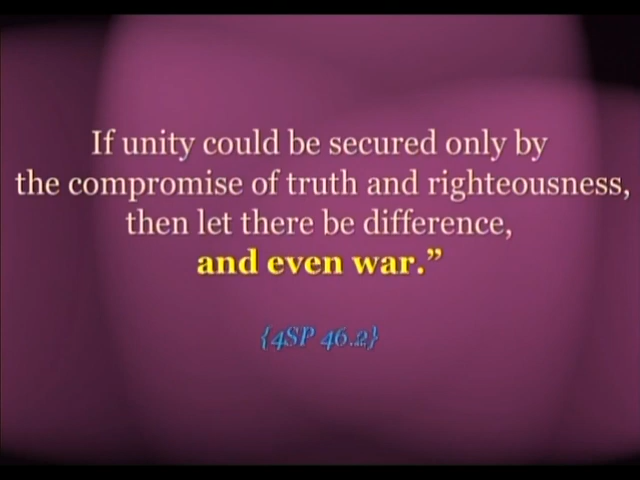 If unity could be secured only by
the compromise of truth and righteousness,
then let there be difference,
and even war.”
{4SP 46.2}